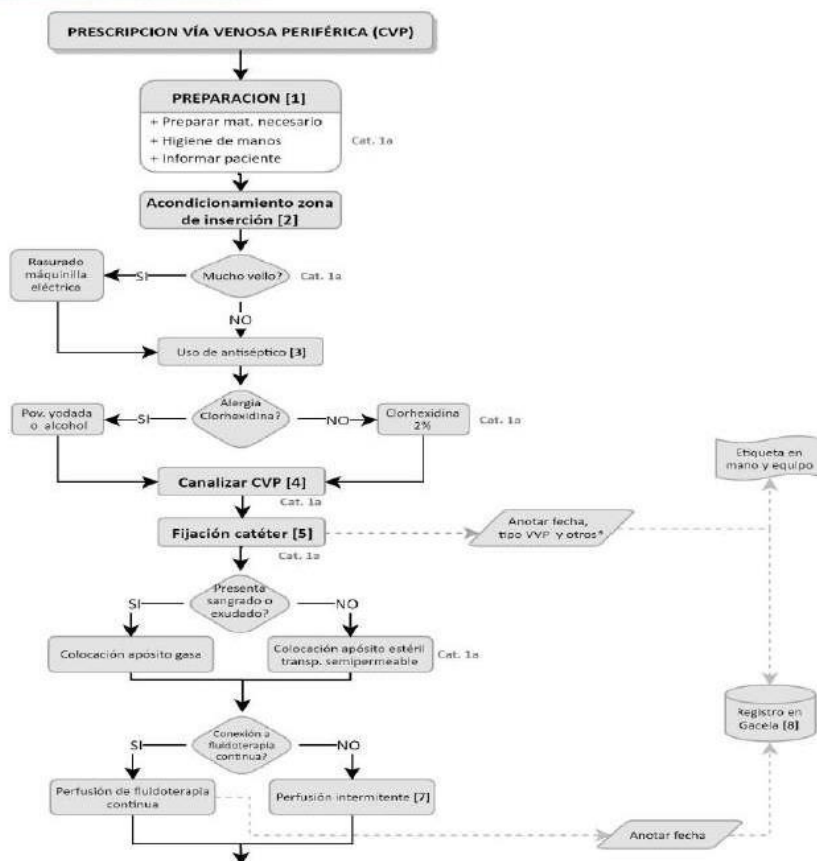 PRESCRIPCION VÍA VENOSA PERIFÉRICA (CVP)
PREPARACION [1]
+ Preparar mat. necesario
+ Higiene de manos
+ Informar paciente
Cat. 1a
Acondicionamiento zona
de inserción [2]
Rasurado
máquinilla
eléctrica
SI
Mucho vello?
Cat. 1a
NO
Uso de antiséptico [3]
Pov. yodada
o alcohol
SI
Alergia
Clorhexidina?
NO
Clorhexidina
2%
Cat. 1a
Etiqueta en
mano y equipo
Canalizar CVP [4]
Cat. 1a
Fijación catéter [5]
Cat. 1a
Anotar fecha,
tipo VVP y otros*
Presenta
sangrado o
exudado?
SI
NO
Colocación apósito gasa
Colocación apósito estéril
transp. semipermeable
Cat. 1a
Registro en
Gacela [8]
Conexión a
fluidoterapia
continua?
SI
NO
Perfusión de fluidoterapia
continua
Perfusión intermitente [7]
Anotar fecha